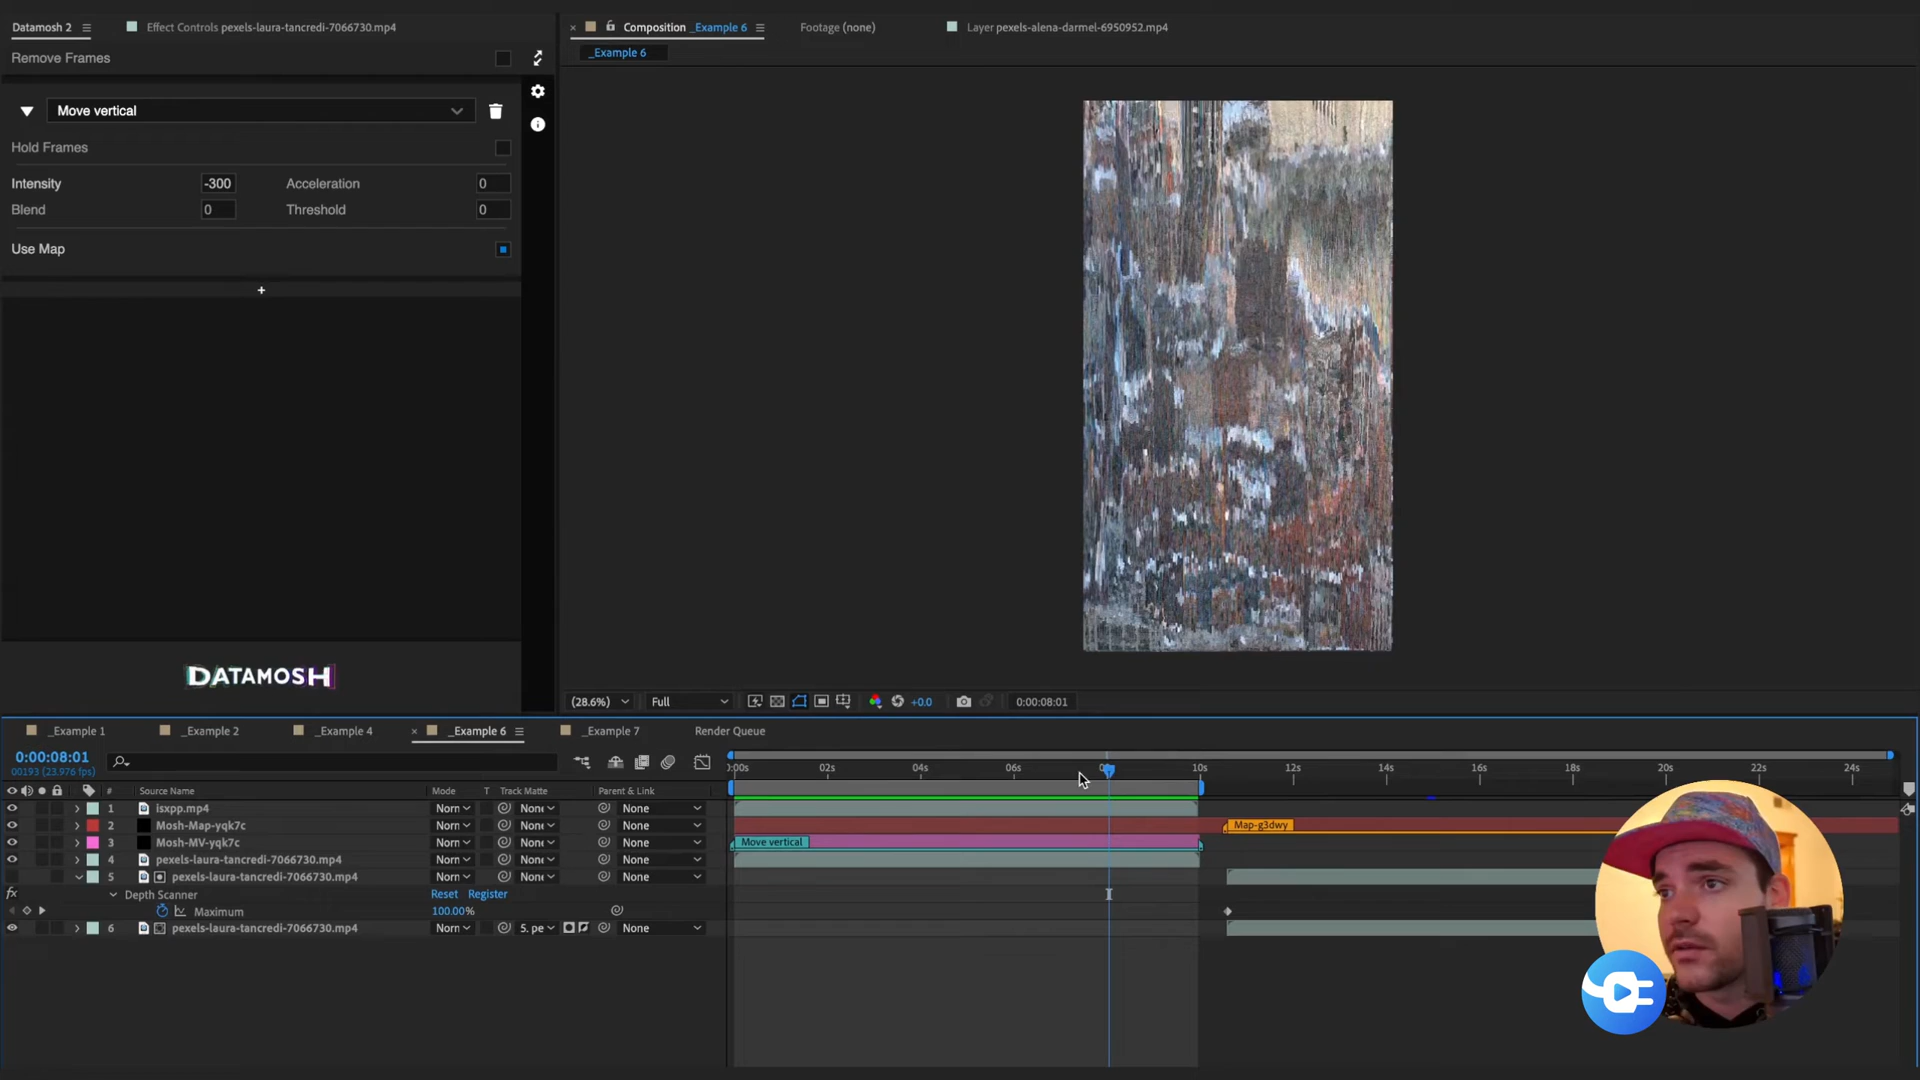 Datamosh 2
Effect Controls pexels-laura-tancredi-7066730.mp4
Composition _Example 6
Footage (none)
Layer pexels-alena-darmel-6950952.mp4
_Example 6
Remove Frames
Move vertical
Hold Frames
Intensity -300 Acceleration 0
Blend 0 Threshold 0
Use Map
+
DATAMOSH
(28.6%) Full +0.0 0:00:08:01
_Example 1 _Example 2 _Example 4 _Example 6 _Example 7 Render Queue
0:00:08:01
00193 (23.976 fps)
:00s 02s 04s 06s 10s 12s 14s 16s 18s 20s 22s 24s
# Source Name Mode T Track Matte Parent & Link
1 isxpp.mp4 Norn None None
2 Mosh-Map-yqk7c Norn None None Map-g3dwy
3 Mosh-MV-yqk7c Norn None None Move vertical
4 pexels-laura-tancredi-7066730.mp4 Norn None None
5 pexels-laura-tancredi-7066730.mp4 Norn None None
fx Depth Scanner Reset Register
Maximum 100.00%
6 pexels-laura-tancredi-7066730.mp4 Norn 5. pe None